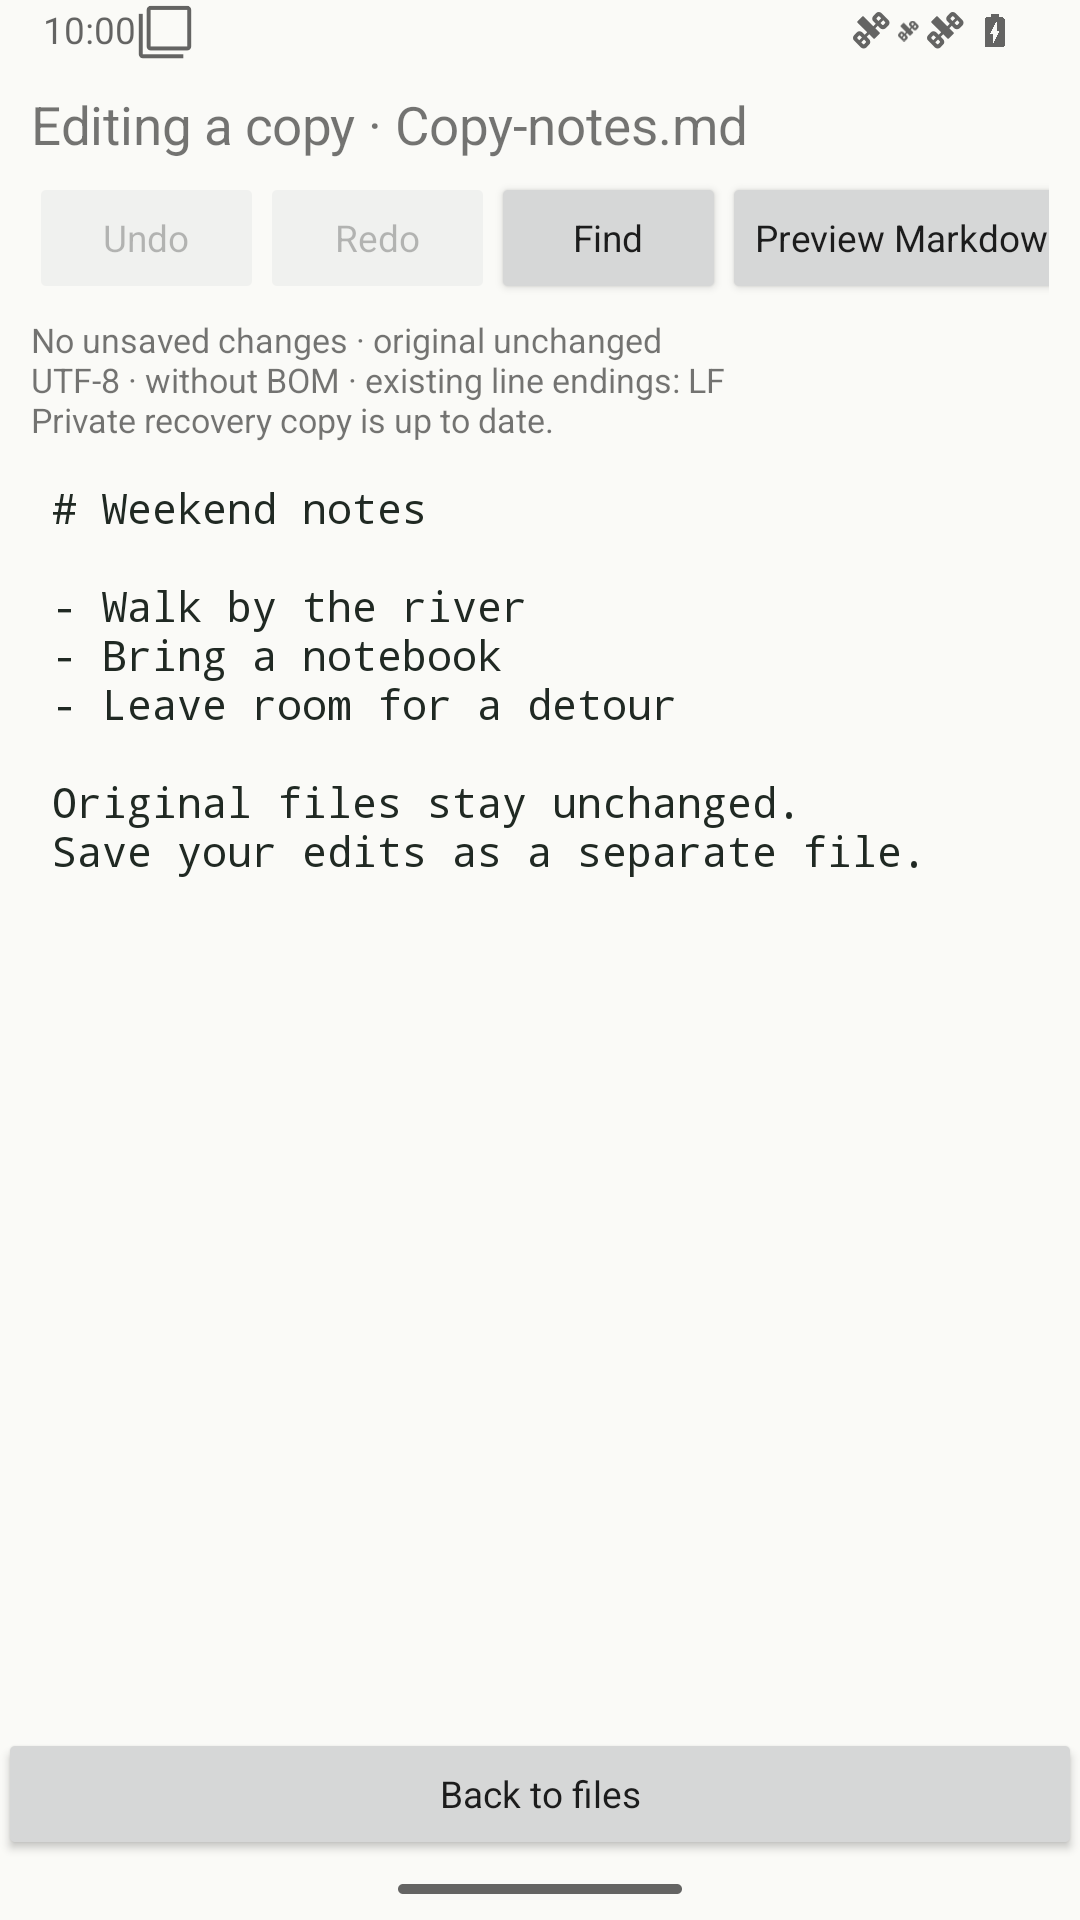 10:00
Editing a copy · Copy-notes.md
Undo Redo Find Preview Markdow
No unsaved changes · original unchanged
UTF-8 · without BOM · existing line endings: LF
Private recovery copy is up to date.
# Weekend notes
- Walk by the river
- Bring a notebook
- Leave room for a detour
Original files stay unchanged.
Save your edits as a separate file.
Back to files